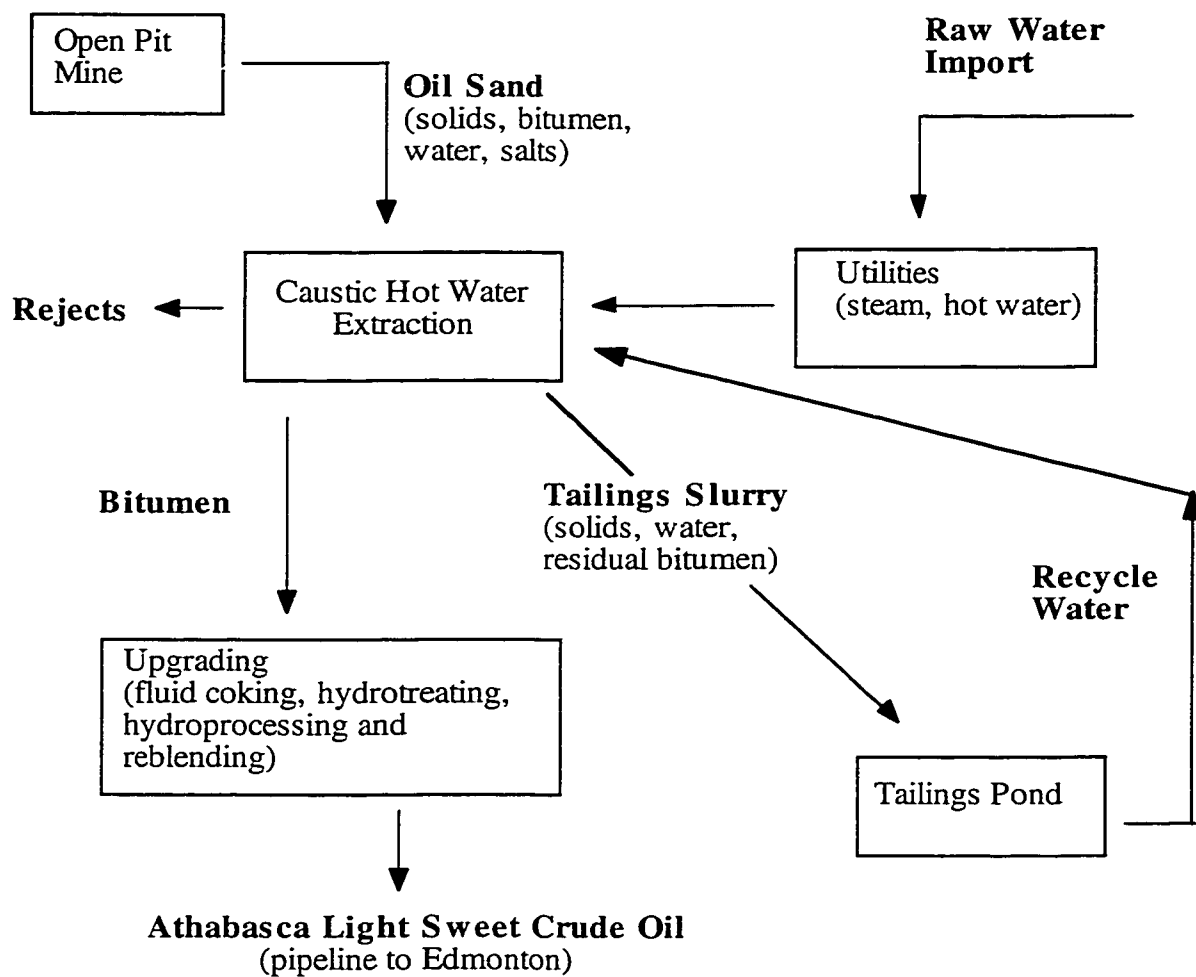 Open Pit
Mine
Raw Water
Import
Oil Sand
(solids, bitumen,
water, salts)
Caustic Hot Water
Extraction
Utilities
(steam, hot water)
Rejects
Bitumen
Tailings Slurry
(solids, water,
residual bitumen)
Recycle
Water
Upgrading
(fluid coking, hydrotreating,
hydroprocessing and
reblending)
Tailings Pond
Athabasca Light Sweet Crude Oil
(pipeline to Edmonton)